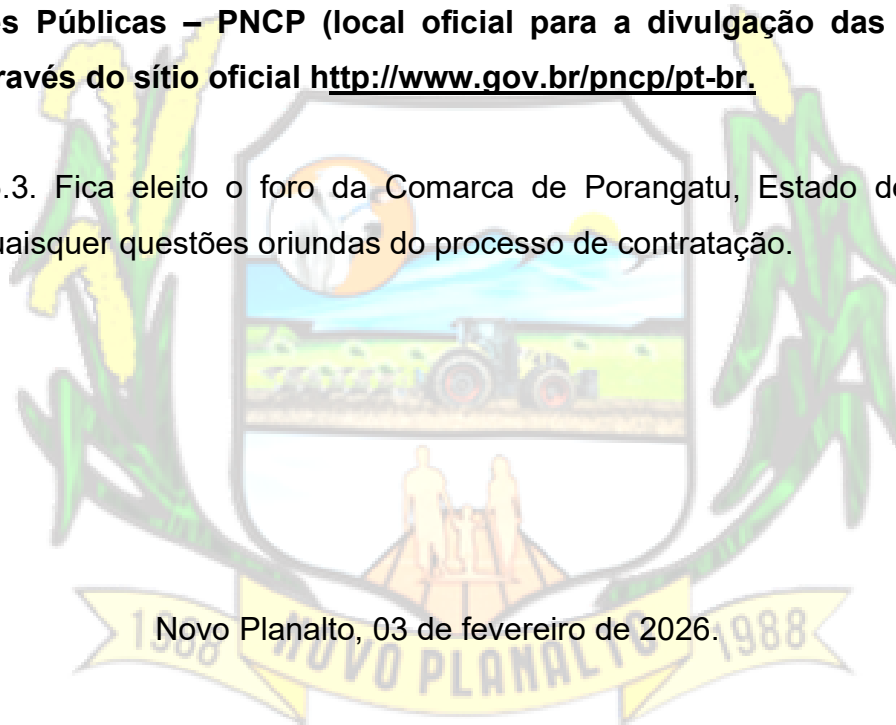 es Públicas – PNCP (local oficial para a divulgação das
ravés do sítio oficial http://www.gov.br/pncp/pt-br.
.3. Fica eleito o foro da Comarca de Porangatu, Estado de
uaisquer questões oriundas do processo de contratação.
Novo Planalto, 03 de fevereiro de 2026.
1988 NOVO PLANALTO 1988